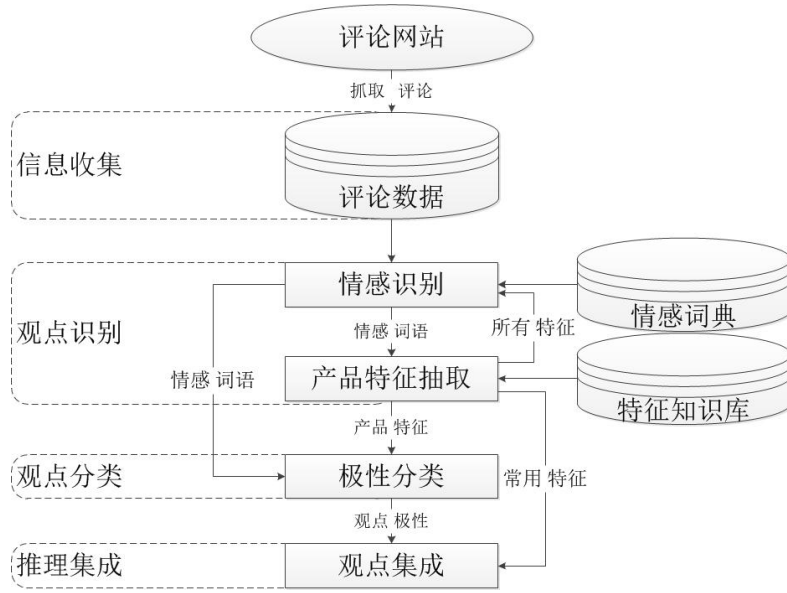 评论网站
抓取 评论
信息收集
评论数据
情感识别
情感词典
观点识别
情感 词语
所有 特征
情感 词语
产品特征抽取
特征知识库
产品 特征
观点分类
极性分类
常用 特征
观点 极性
推理集成
观点集成